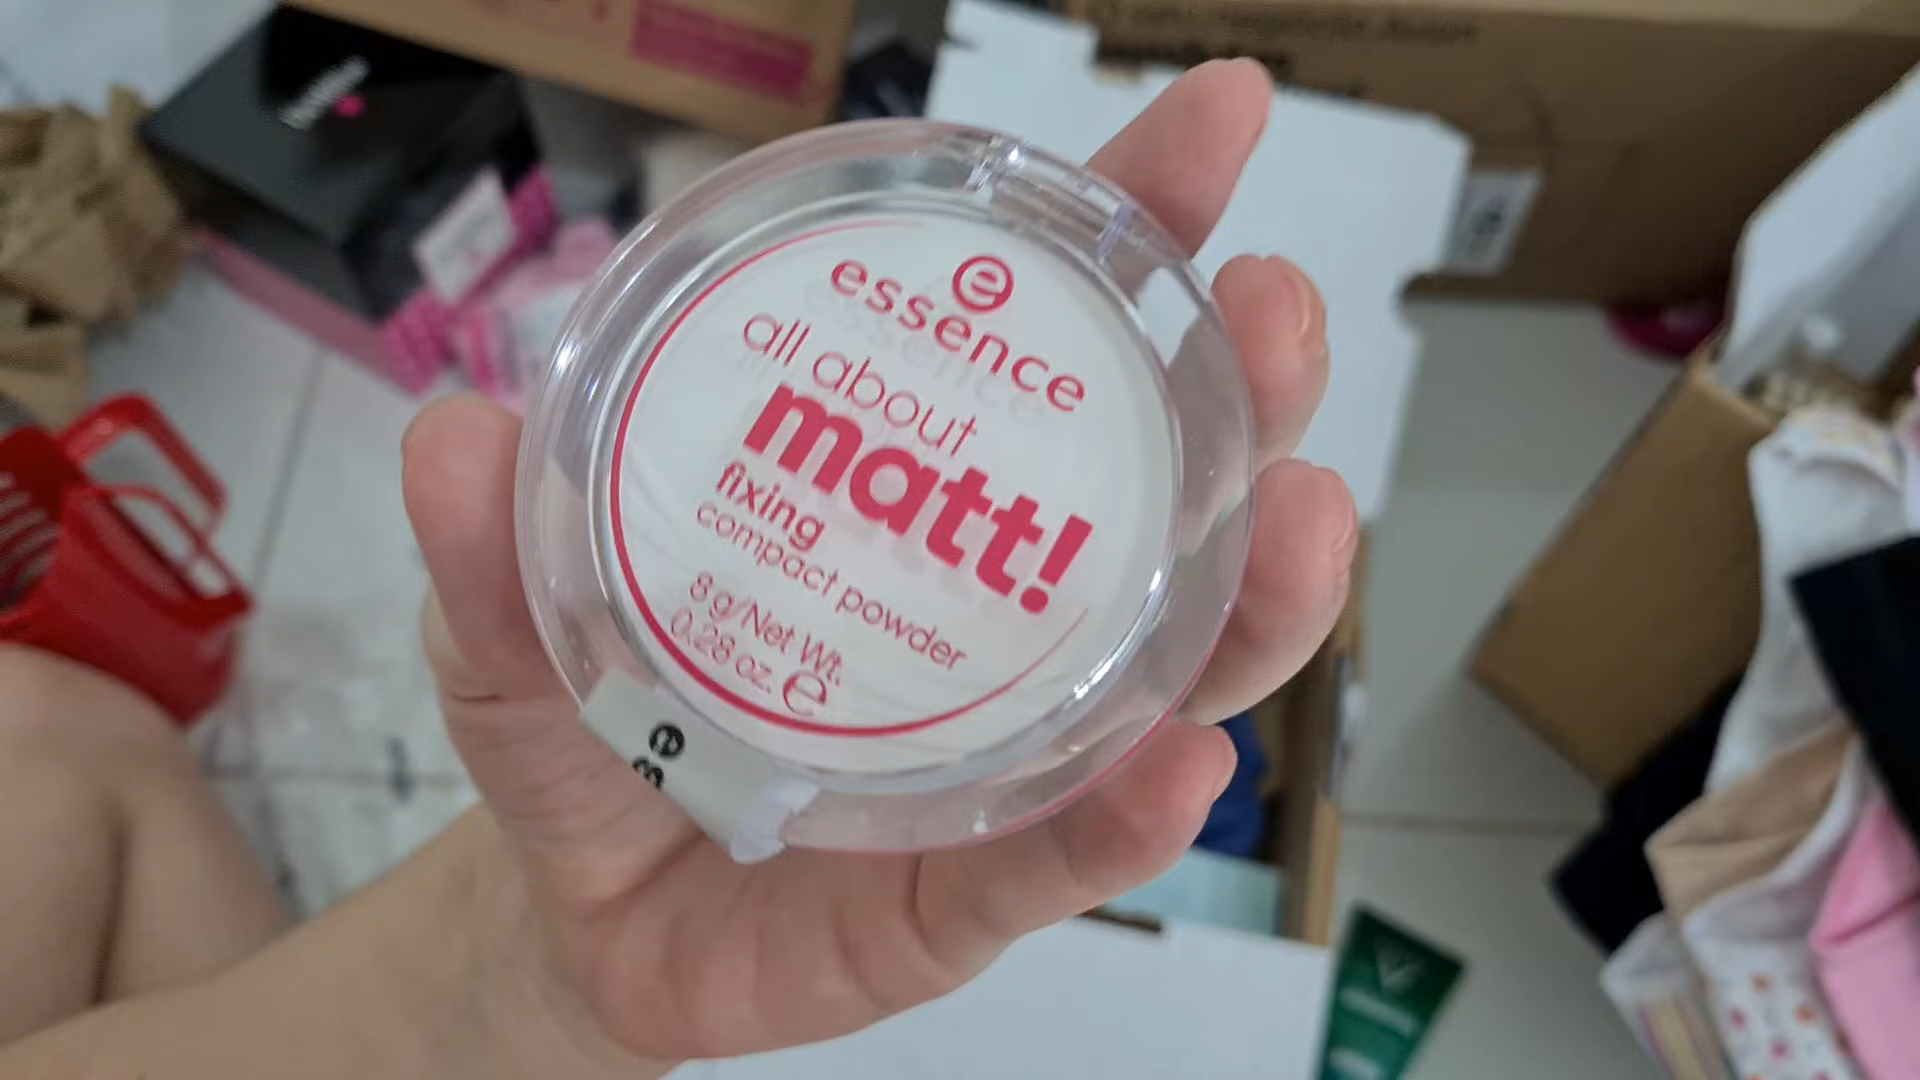 e
essence
all about
matt!
fixing
compact powder
8 g/Net Wt.
0.28 oz. e